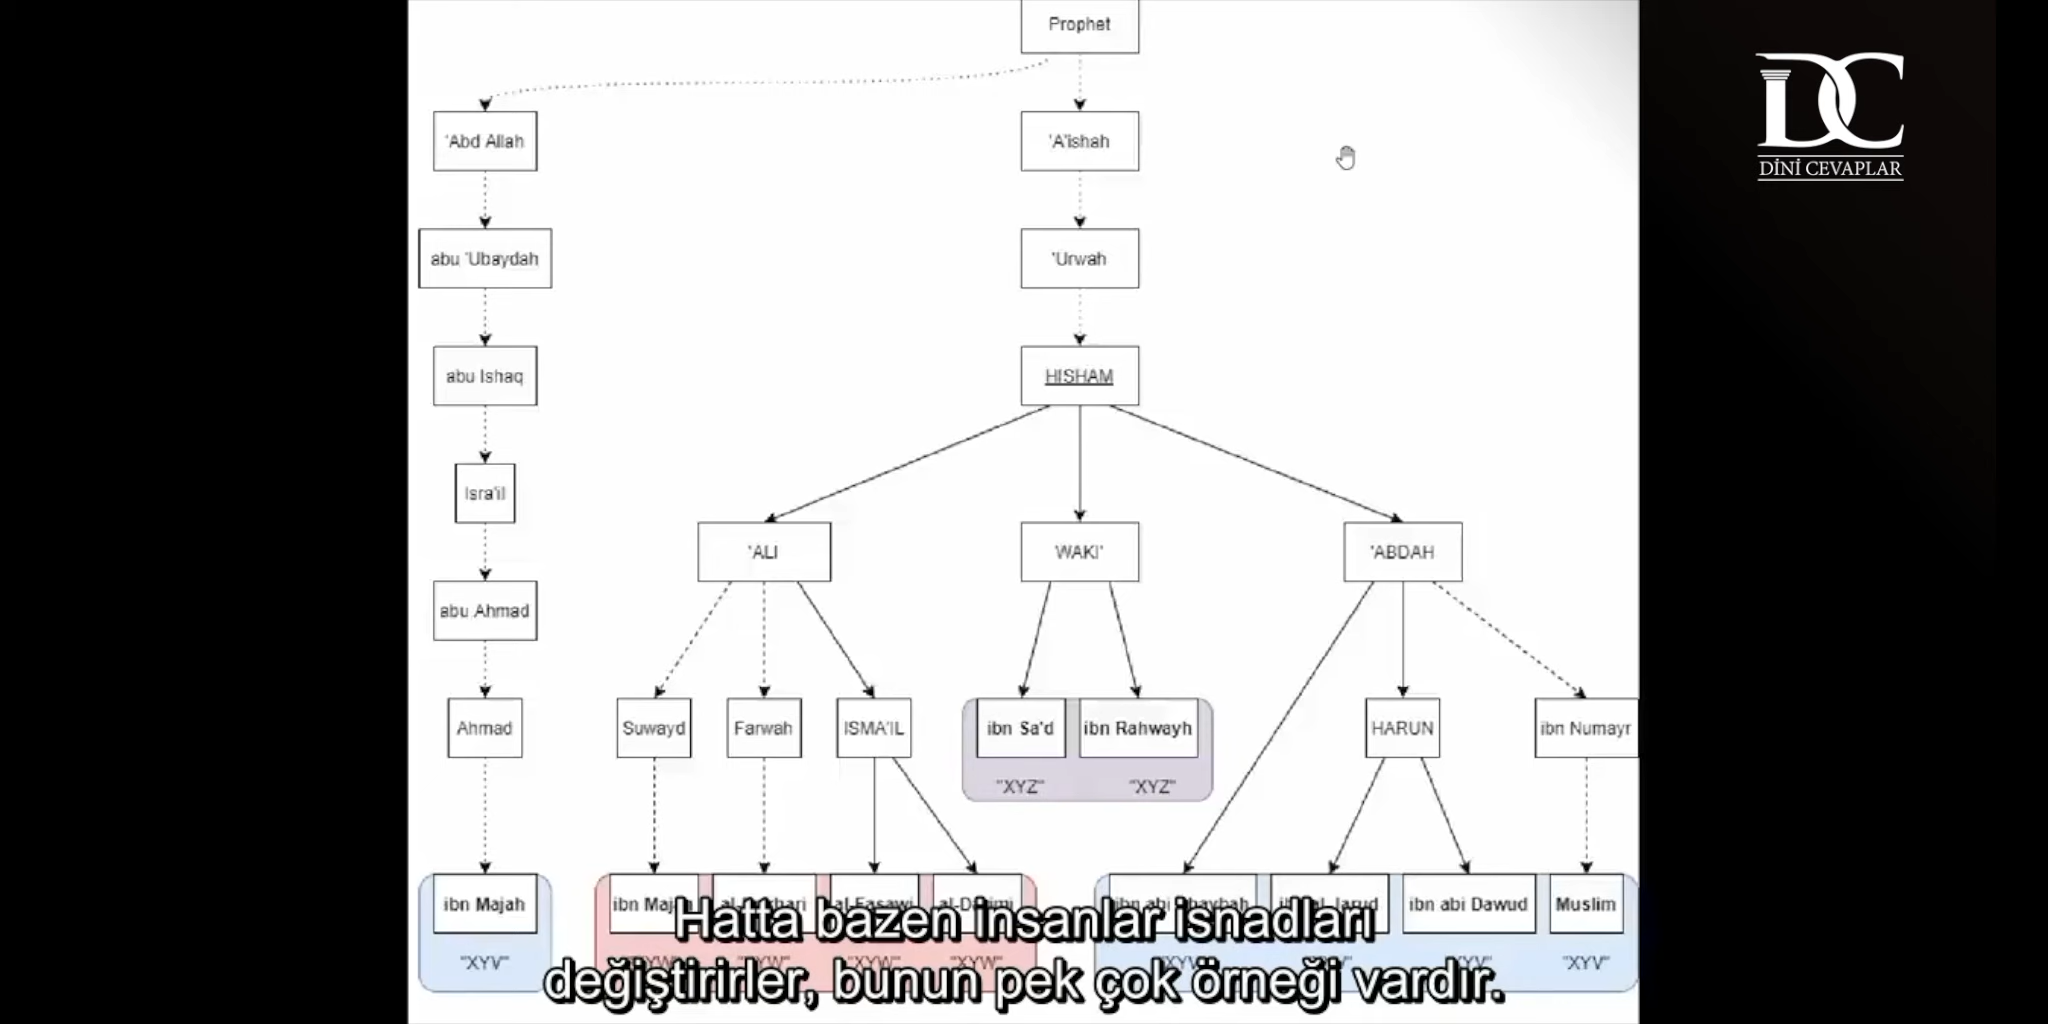 Prophet
DC
DİNİ CEVAPLAR
'Abd Allah
'A'ishah
abu 'Ubaydah
'Urwah
abu Ishaq
HISHAM
Isra'il
'ALI
WAKI'
'ABDAH
abu Ahmad
Ahmad
Suwayd
Farwah
ISMA'IL
ibn Sa'd
ibn Rahwayh
HARUN
ibn Numayr
"XYZ"
"XYZ"
ibn Majah
ibn abi Dawud
Muslim
"XYV"
"XYV"
Hatta bazen insanlar isnadları
değiştirirler, bunun pek çok örneği vardır.